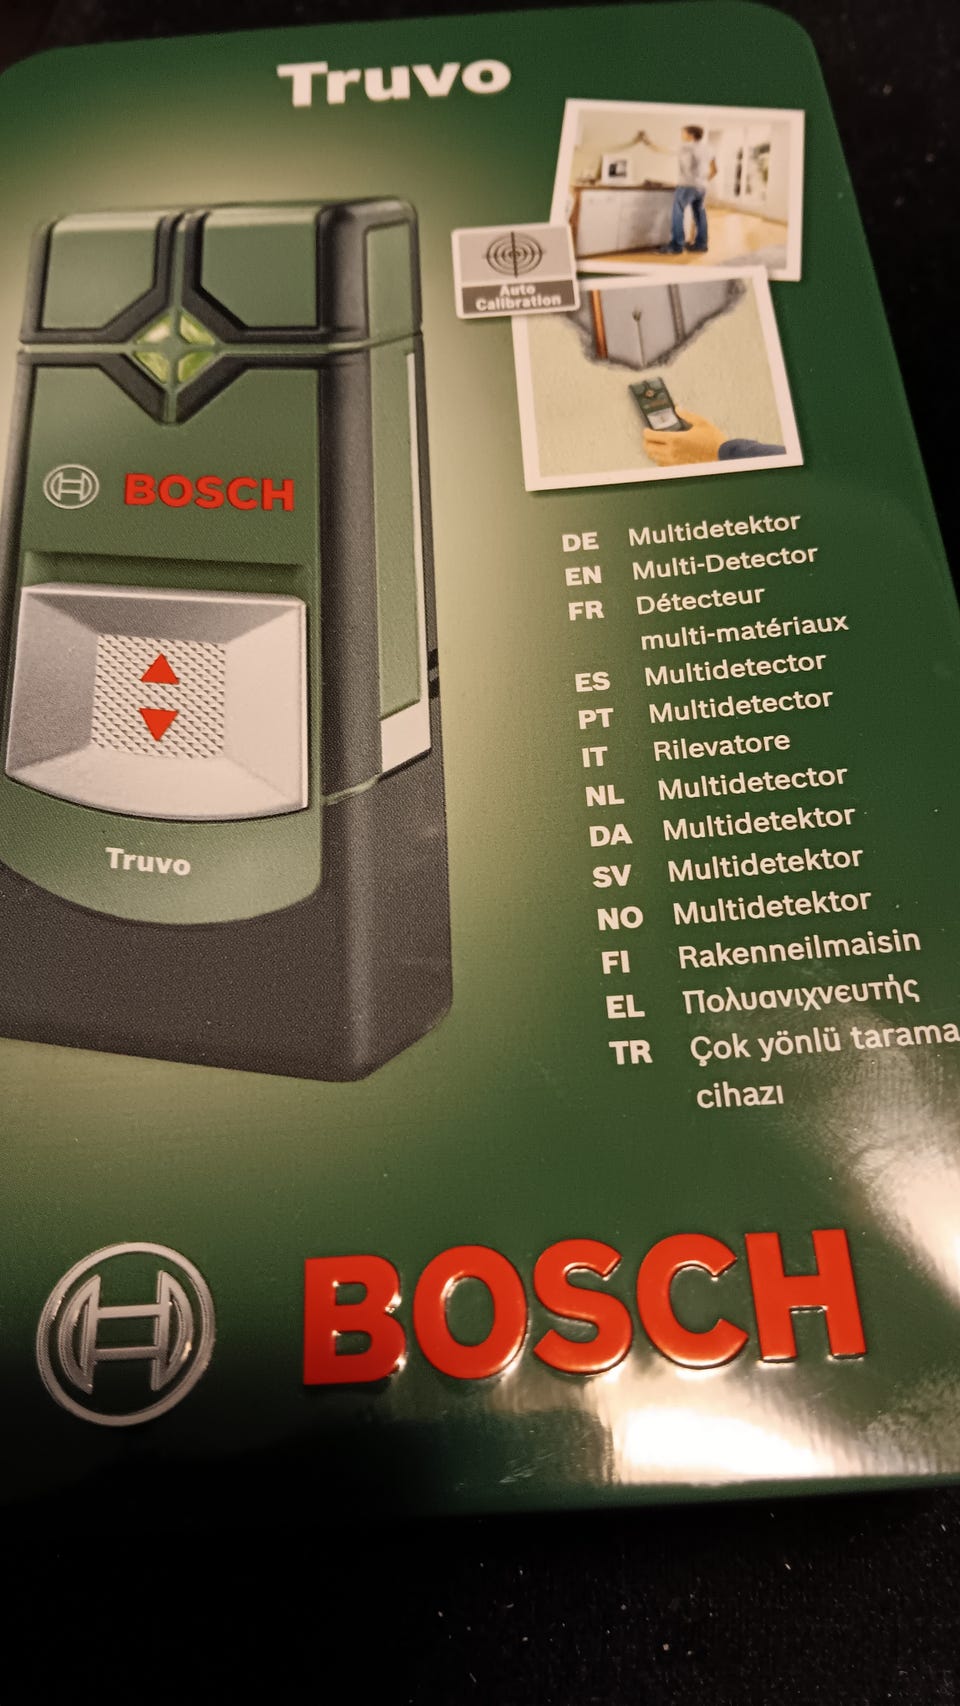 Truvo
Auto
Calibration
BOSCH
Truvo
DE Multidetektor
EN Multi-Detector
FR Détecteur
multi-matériaux
ES Multidetector
PT Multidetector
IT Rilevatore
NL Multidetector
DA Multidetektor
SV Multidetektor
NO Multidetektor
FI Rakenneilmaisin
EL Πολυανιχνευτής
TR Çok yönlü tarama
cihazı
BOSCH